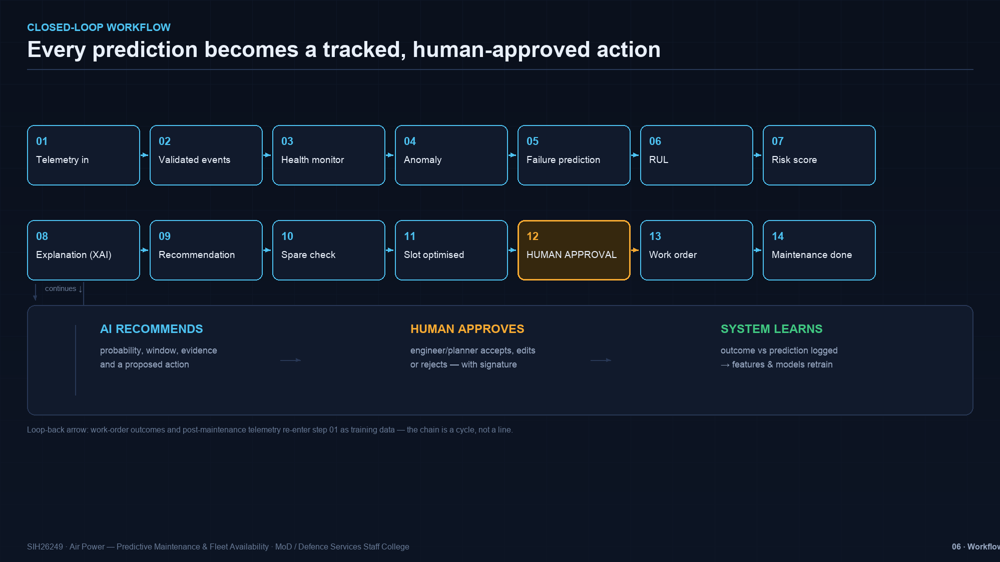 CLOSED-LOOP WORKFLOW
Every prediction becomes a tracked, human-approved action
01
Telemetry in
02
Validated events
03
Health monitor
04
Anomaly
05
Failure prediction
06
RUL
07
Risk score
08
Explanation (XAI)
09
Recommendation
10
Spare check
11
Slot optimised
12
HUMAN APPROVAL
13
Work order
14
Maintenance done
continues ↓
AI RECOMMENDS
probability, window, evidence
and a proposed action
HUMAN APPROVES
engineer/planner accepts, edits
or rejects — with signature
SYSTEM LEARNS
outcome vs prediction logged
→ features & models retrain
Loop-back arrow: work-order outcomes and post-maintenance telemetry re-enter step 01 as training data — the chain is a cycle, not a line.
SIH26249 · Air Power — Predictive Maintenance & Fleet Availability · MoD / Defence Services Staff College
06 · Workflow